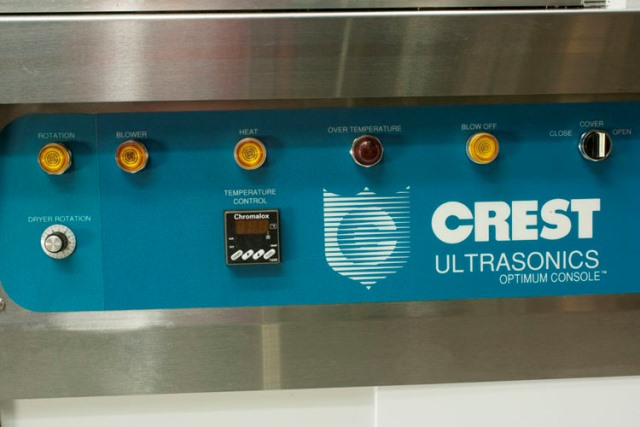 ROTATION
BLOWER
HEAT
OVER TEMPERATURE
BLOW OFF
COVER
CLOSE
OPEN
DRYER ROTATION
TEMPERATURE
CONTROL
Chromalox
C
CREST
ULTRASONICS
OPTIMUM CONSOLE™